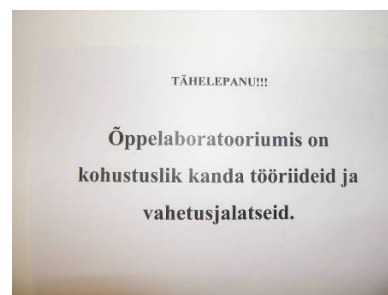 TÄHELEPANU!!!
Õppelaboratooriumis on
kohustuslik kanda tööriideid ja
vahetusjalatseid.